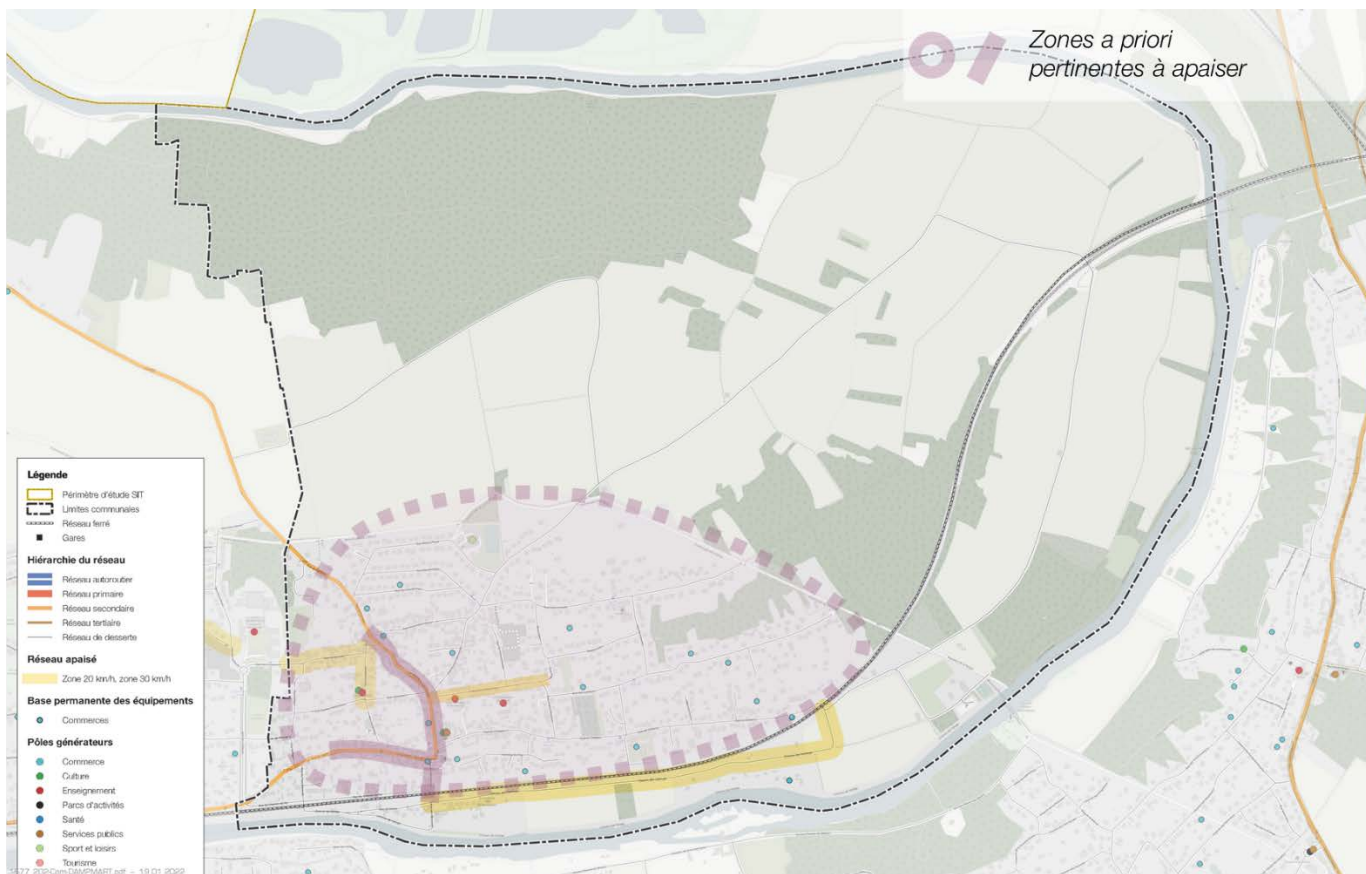 Zones a priori
pertinentes à apaiser
Légende
Périmètre d'étude SIT
Limites communales
Réseau ferré
Gares
Hiérarchie du réseau
Réseau autoroutier
Réseau primaire
Réseau secondaire
Réseau tertiaire
Réseau de desserte
Réseau apaisé
Zone 20 km/h, zone 30 km/h
Base permanente des équipements
Commerces
Pôles générateurs
Commerce
Culture
Enseignement
Parcs d'activités
Santé
Services publics
Sport et loisirs
Tourisme